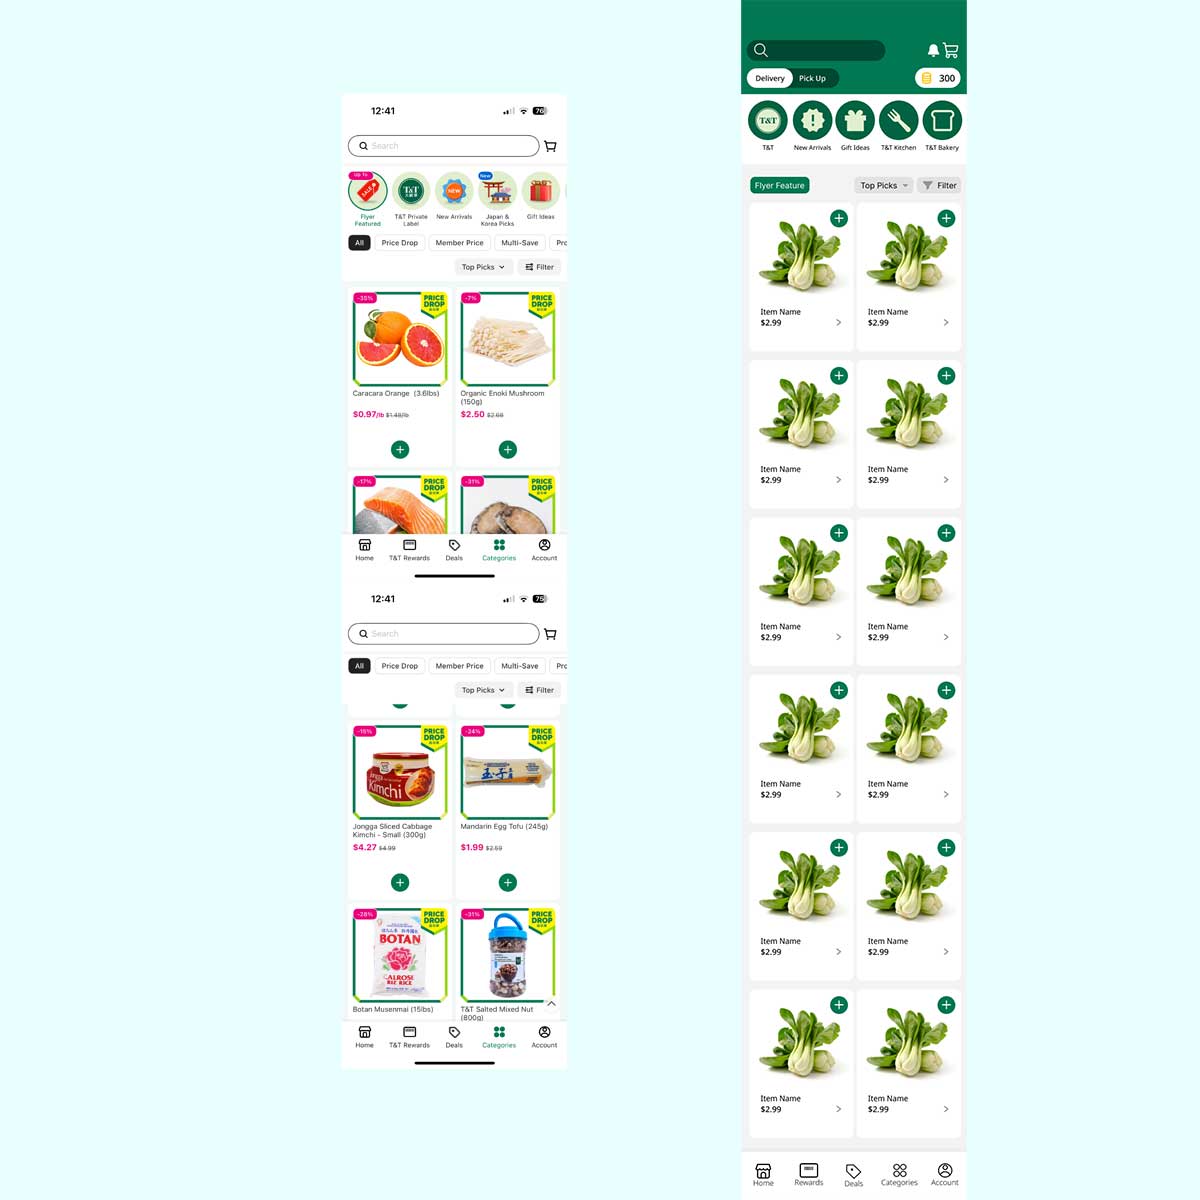 12:41
76
Search
Up To
SALE
T&T
大統華
NEW
New
Flyer
Featured
T&T Private
Label
New Arrivals
Japan &
Korea Picks
Gift Ideas
All
Price Drop
Member Price
Multi-Save
Pro
Top Picks
Filter
-35%
PRICE
DROP
Caracara Orange (3.6lbs)
$0.97/lb $1.48/lb
-7%
PRICE
DROP
Organic Enoki Mushroom
(150g)
$2.50 $2.68
-17%
PRICE
DROP
-31%
PRICE
DROP
Home
T&T Rewards
Deals
Categories
Account
12:41
75
Search
All
Price Drop
Member Price
Multi-Save
Pro
Top Picks
Filter
-15%
PRICE
DROP
Jongga
Kimchi
Jongga Sliced Cabbage
Kimchi - Small (300g)
$4.27 $4.99
-24%
PRICE
DROP
玉子
Mandarin Egg Tofu (245g)
$1.99 $2.59
-28%
PRICE
DROP
BOTAN
CALROSE
RIZ RICE
Botan Musenmai (15lbs)
-31%
PRICE
DROP
T&T Salted Mixed Nut
(800g)
Home
T&T Rewards
Deals
Categories
Account
Delivery
Pick Up
300
T&T
T&T
New Arrivals
Gift Ideas
T&T Kitchen
T&T Bakery
Flyer Feature
Top Picks
Filter
Item Name
$2.99
Item Name
$2.99
Item Name
$2.99
Item Name
$2.99
Item Name
$2.99
Item Name
$2.99
Item Name
$2.99
Item Name
$2.99
Item Name
$2.99
Item Name
$2.99
Item Name
$2.99
Item Name
$2.99
Home
Rewards
Deals
Categories
Account